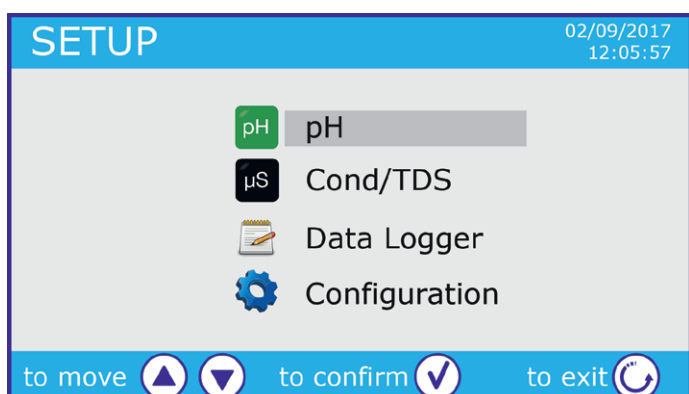 SETUP
02/09/2017
12:05:57
pH pH
µS Cond/TDS
Data Logger
Configuration
to move to confirm to exit